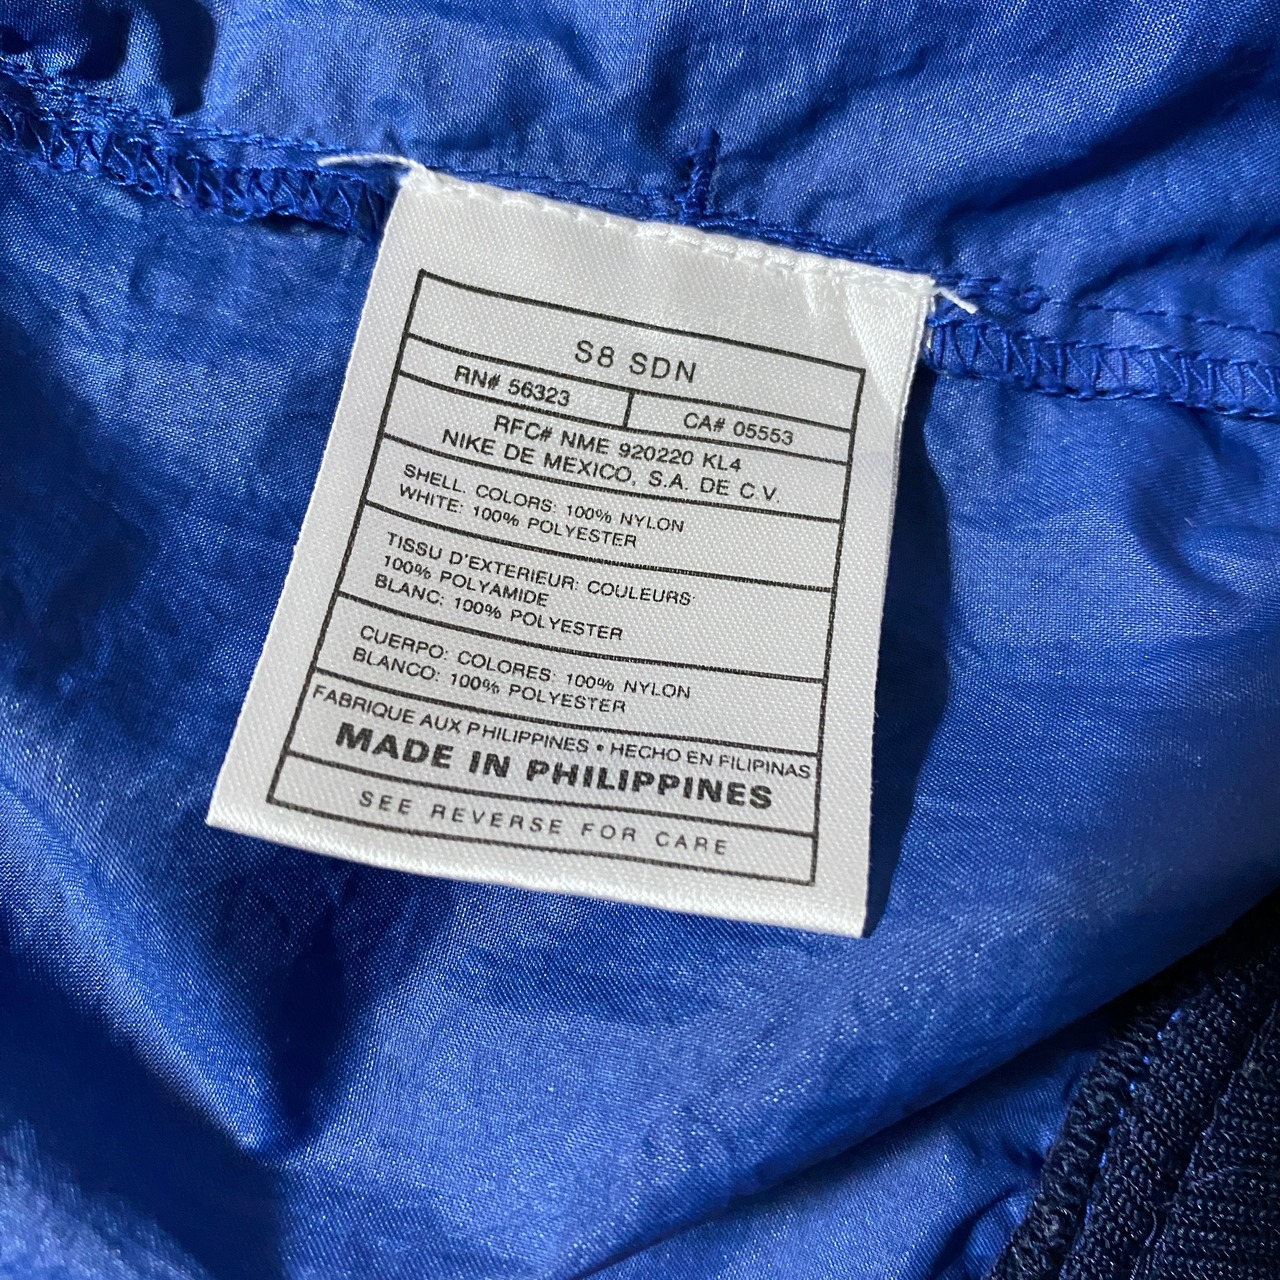 S8 SDN
RN# 56323 CA# 05553
RFC# NME 920220 KL4
NIKE DE MEXICO, S.A. DE C.V.
SHELL. COLORS: 100% NYLON
WHITE: 100% POLYESTER
TISSU D'EXTERIEUR: COULEURS:
100% POLYAMIDE
BLANC: 100% POLYESTER
CUERPO: COLORES: 100% NYLON
BLANCO: 100% POLYESTER
FABRIQUE AUX PHILIPPINES • HECHO EN FILIPINAS
MADE IN PHILIPPINES
SEE REVERSE FOR CARE